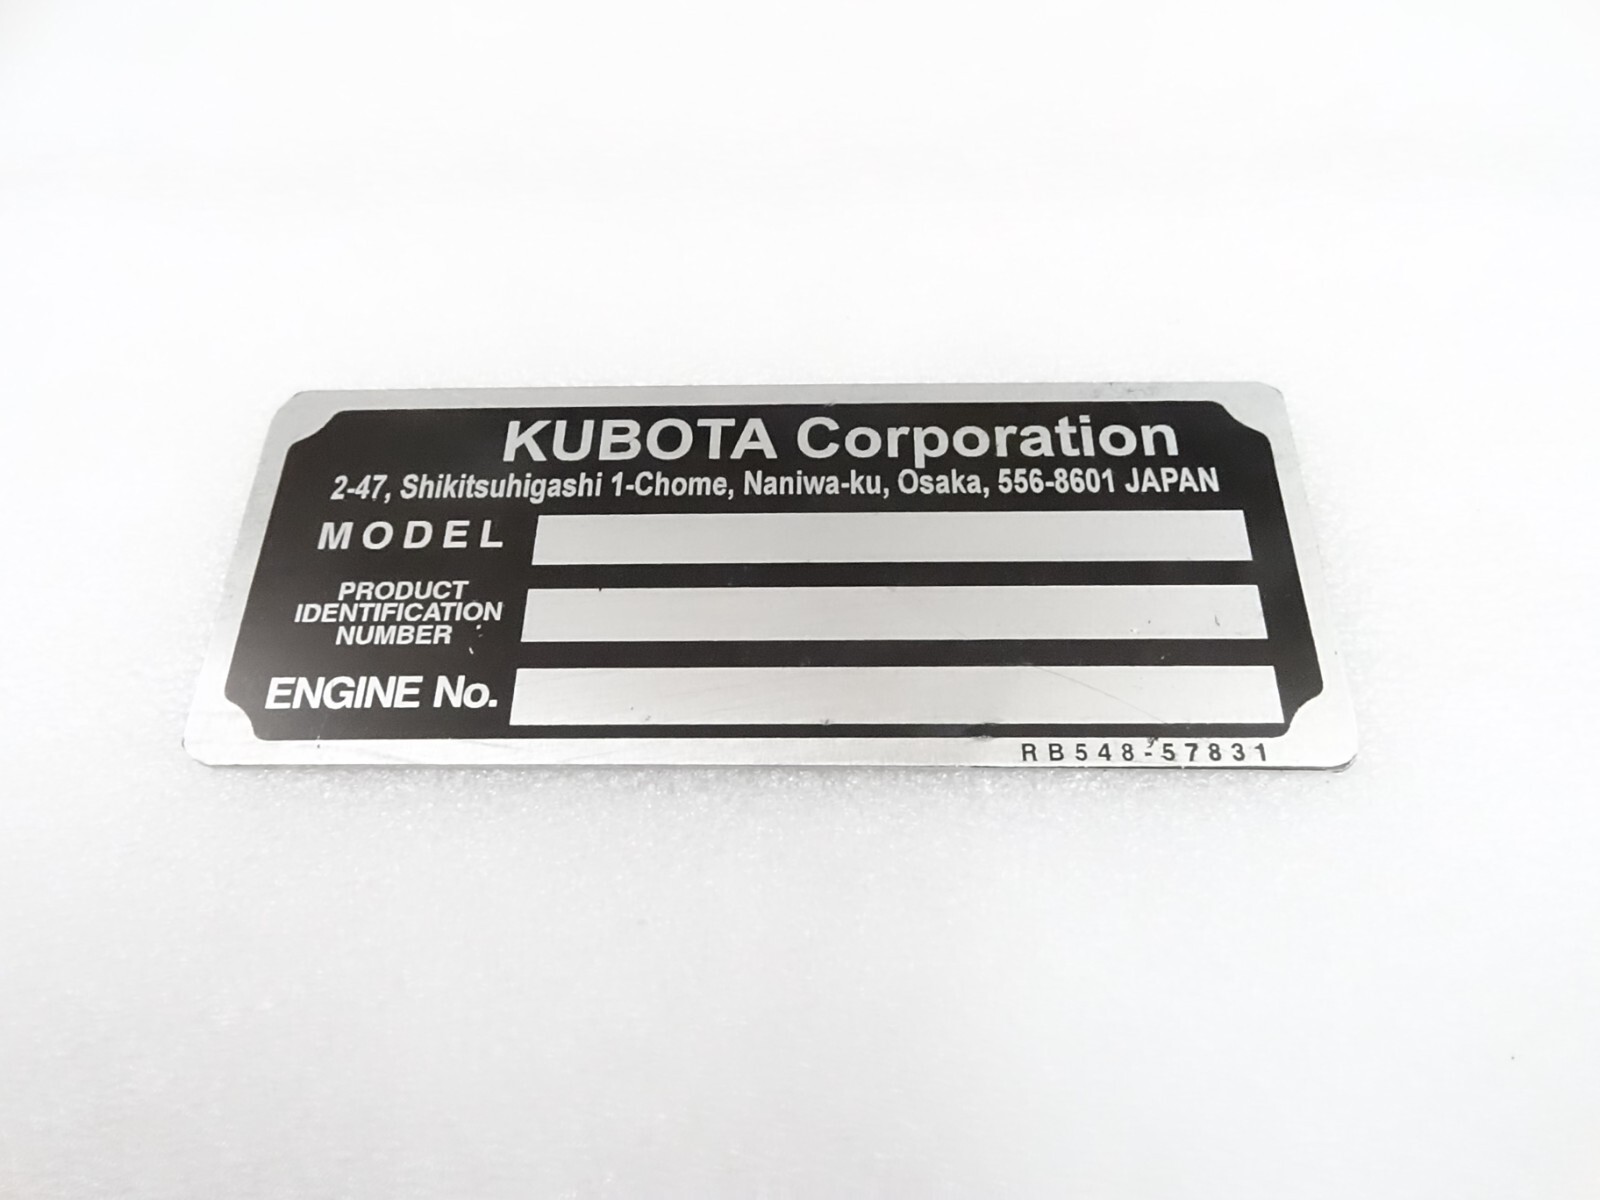 KUBOTA Corporation
2-47, Shikitsuhigashi 1-Chome, Naniwa-ku, Osaka, 556-8601 JAPAN
MODEL
PRODUCT
IDENTIFICATION
NUMBER
ENGINE No.
RB548-57831